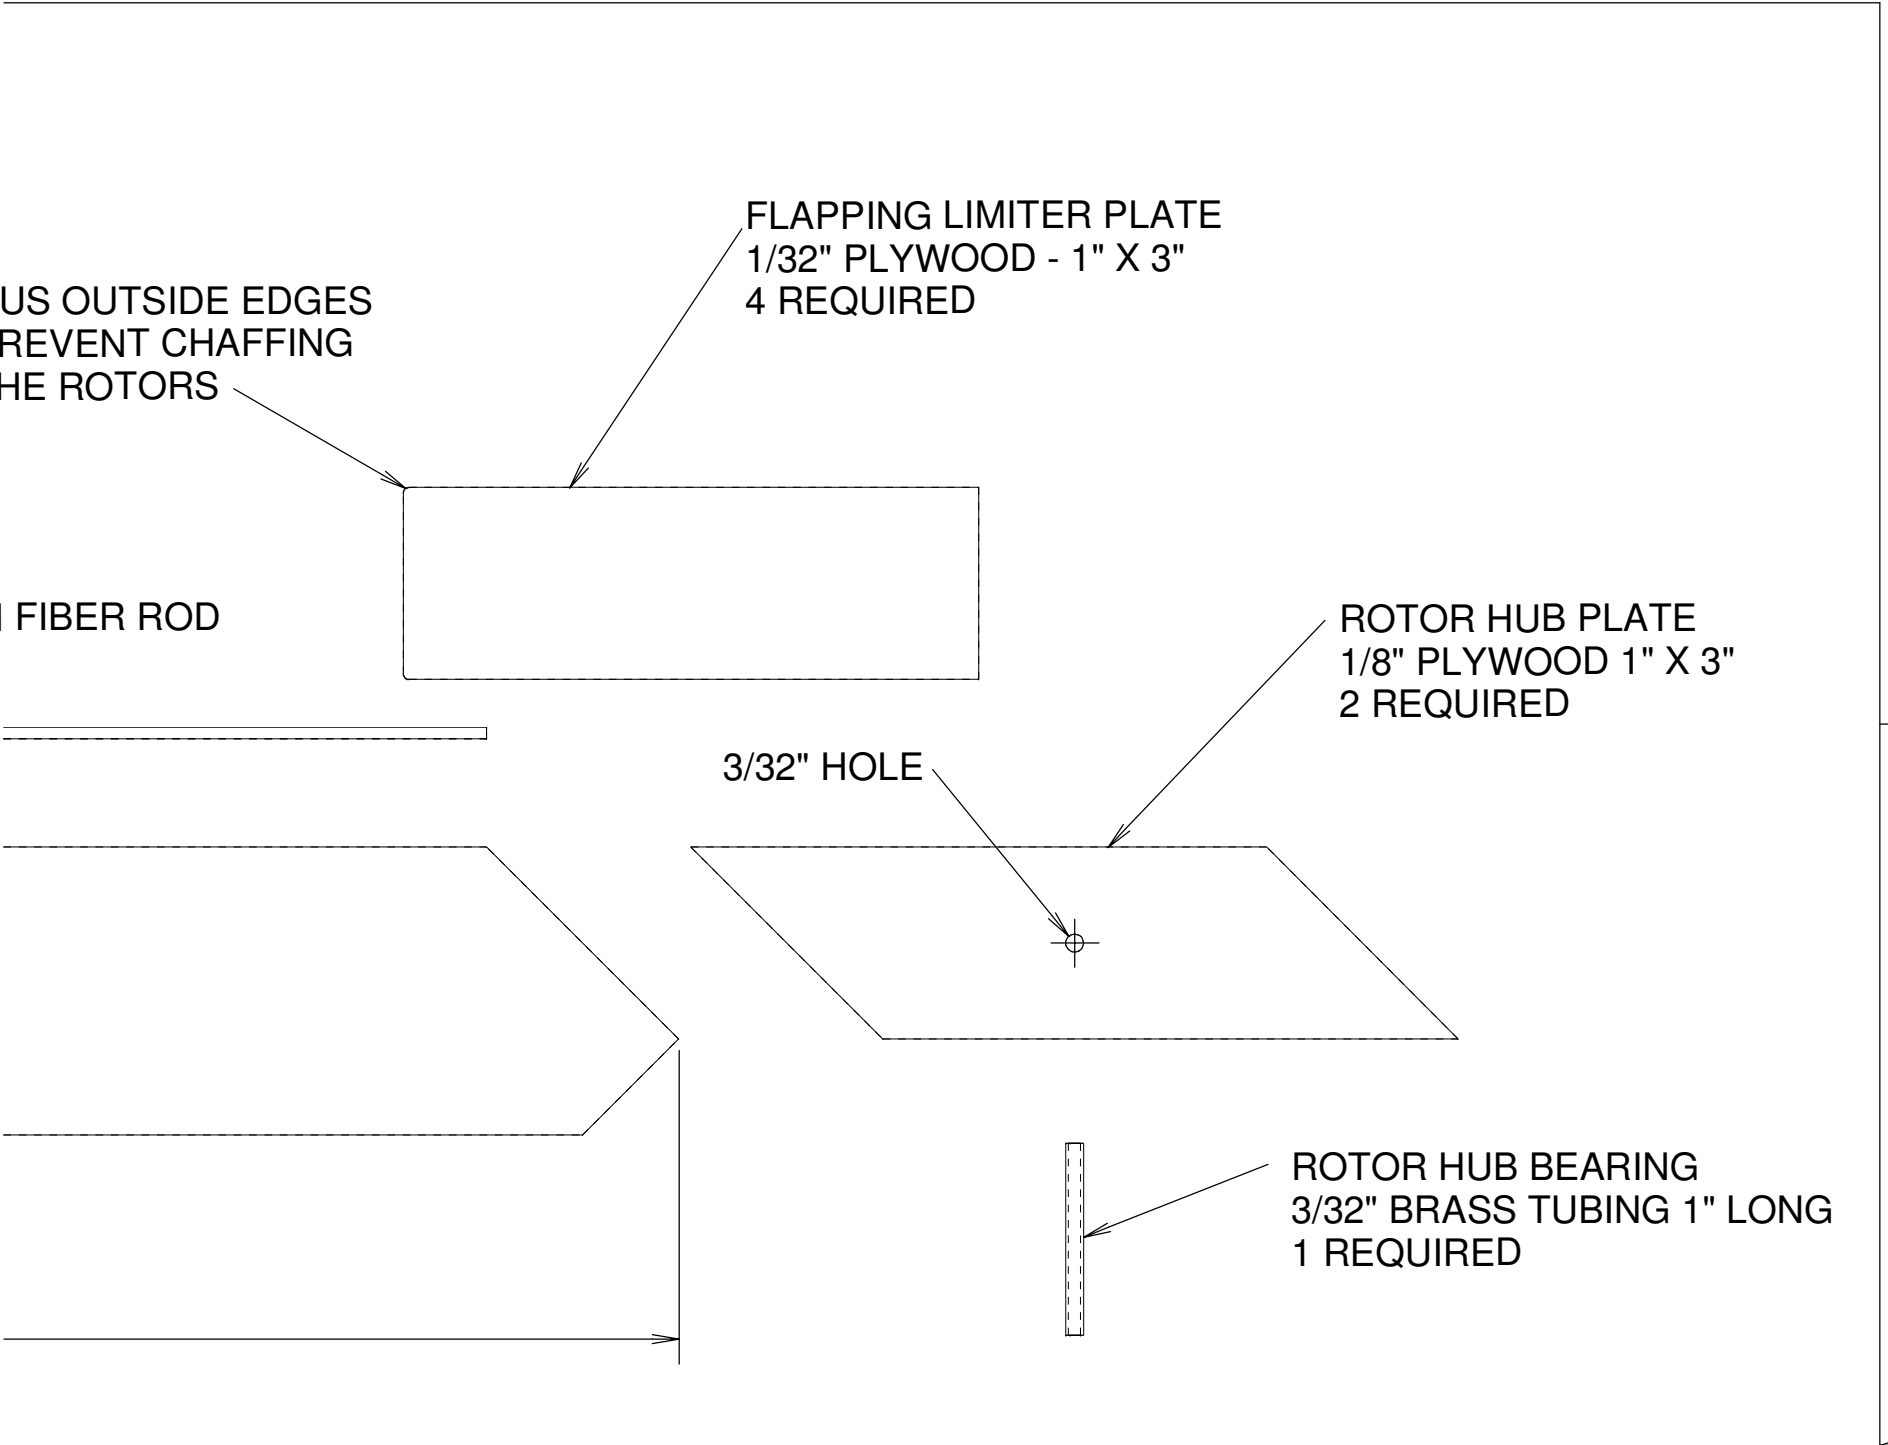 FLAPPING LIMITER PLATE
1/32" PLYWOOD - 1" X 3"
4 REQUIRED
US OUTSIDE EDGES
REVENT CHAFFING
HE ROTORS
FIBER ROD
ROTOR HUB PLATE
1/8" PLYWOOD 1" X 3"
2 REQUIRED
3/32" HOLE
ROTOR HUB BEARING
3/32" BRASS TUBING 1" LONG
1 REQUIRED